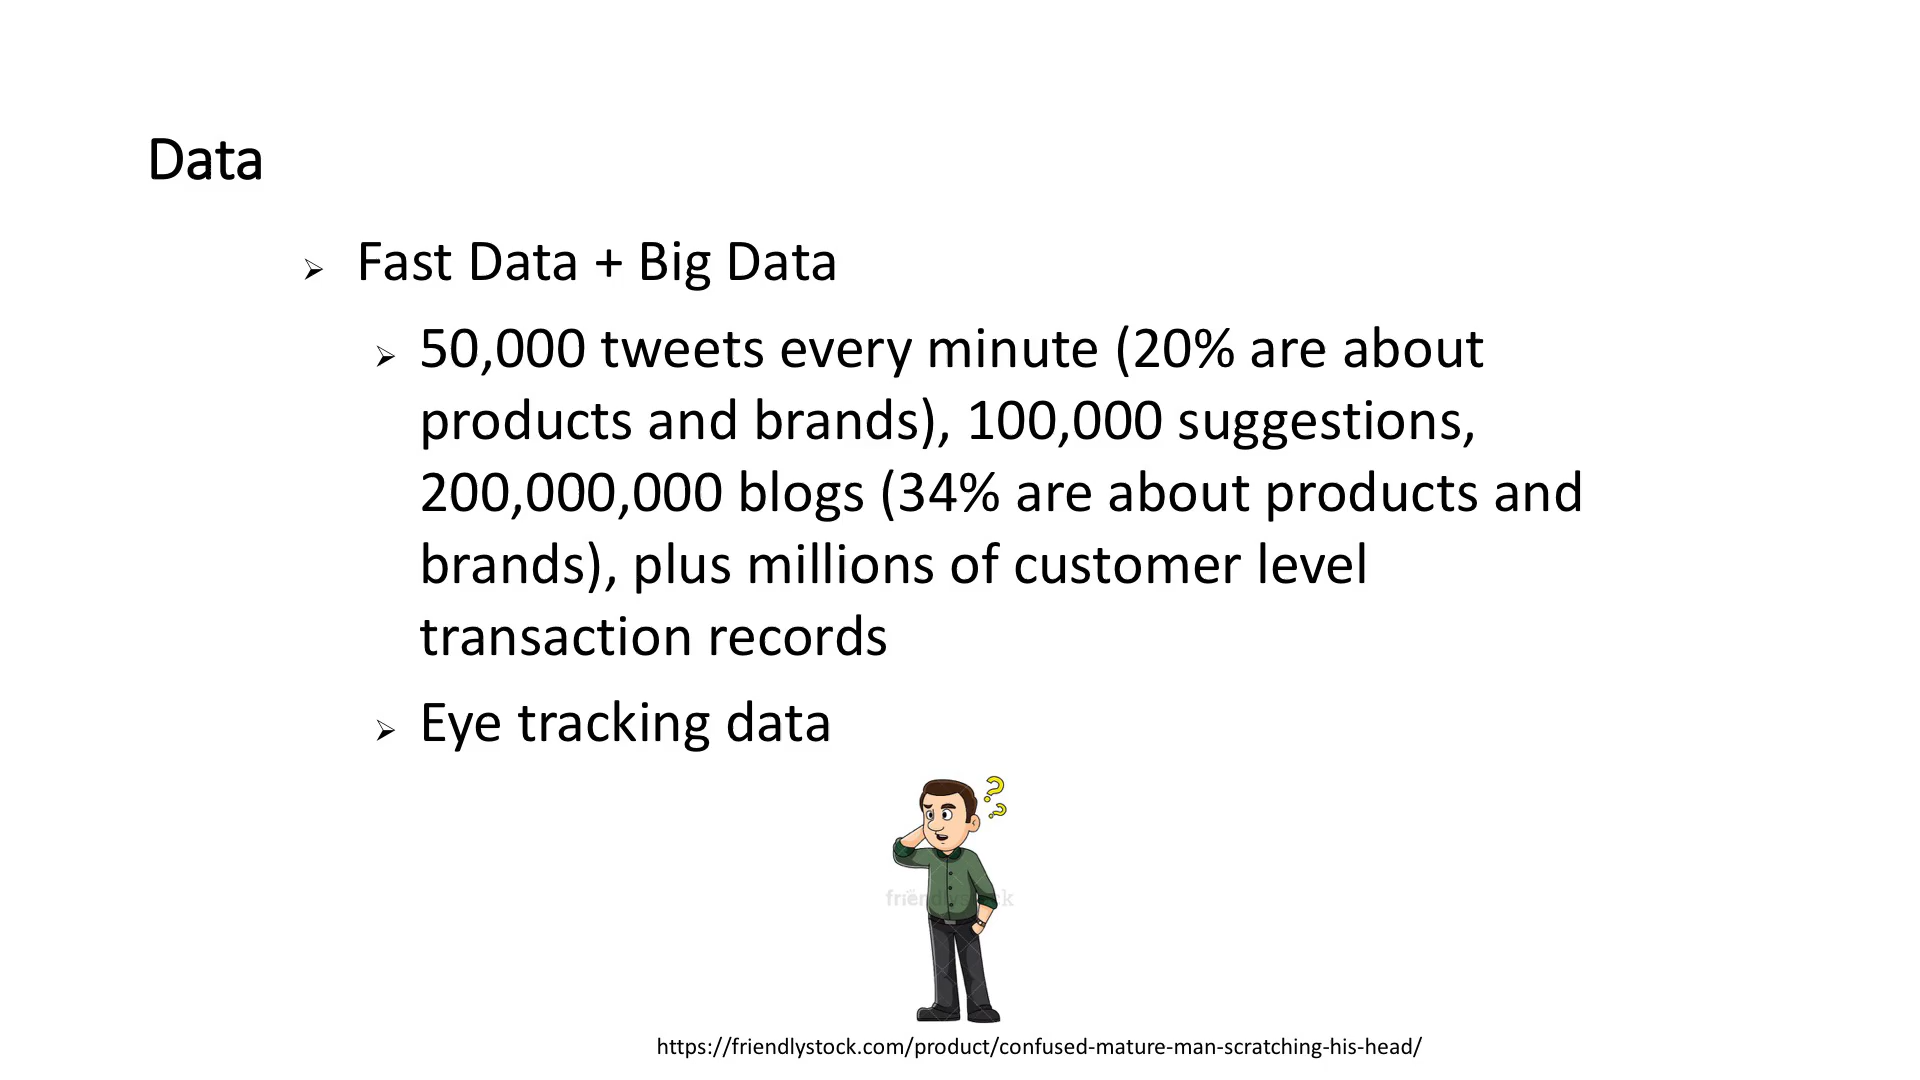 Data
Fast Data + Big Data
50,000 tweets every minute (20% are about
products and brands), 100,000 suggestions,
200,000,000 blogs (34% are about products and
brands), plus millions of customer level
transaction records
Eye tracking data
??
friendlystock
https://friendlystock.com/product/confused-mature-man-scratching-his-head/